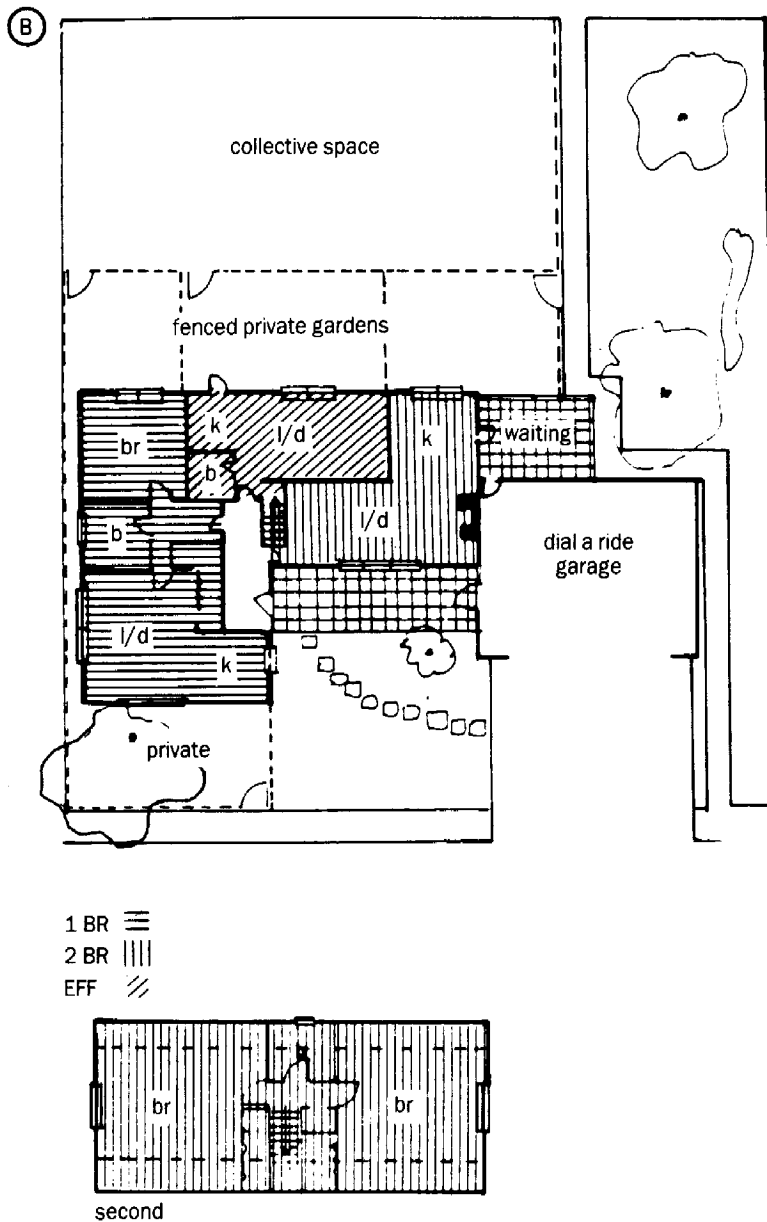 B
collective space
fenced private gardens
br
k
l/d
b
k
waiting
b
l/d
dial a ride
garage
l/d
k
private
1 BR
2 BR
EFF
br
br
second